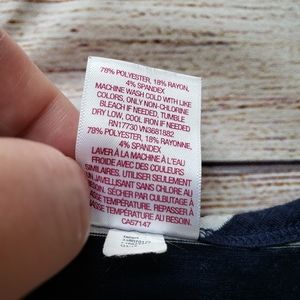 78% POLYESTER, 18% RAYON,
4% SPANDEX
MACHINE WASH COLD WITH LIKE
COLORS, ONLY NON-CHLORINE
BLEACH IF NEEDED, TUMBLE
DRY LOW, COOL IRON IF NEEDED
RN17730 VN3681882
78% POLYESTER, 18% RAYONNE,
4% SPANDEX
LAVER À LA MACHINE À L'EAU
FROIDE AVEC DES COULEURS
SIMILAIRES, UTILISER SEULEMENT
UN JAVELLISANT SANS CHLORE AU
BESOIN. SÉCHER PAR CULBUTAGE À
BASSE TEMPÉRATURE. REPASSER À
BASSE TEMPÉRATURE AU BESOIN.
CA57147